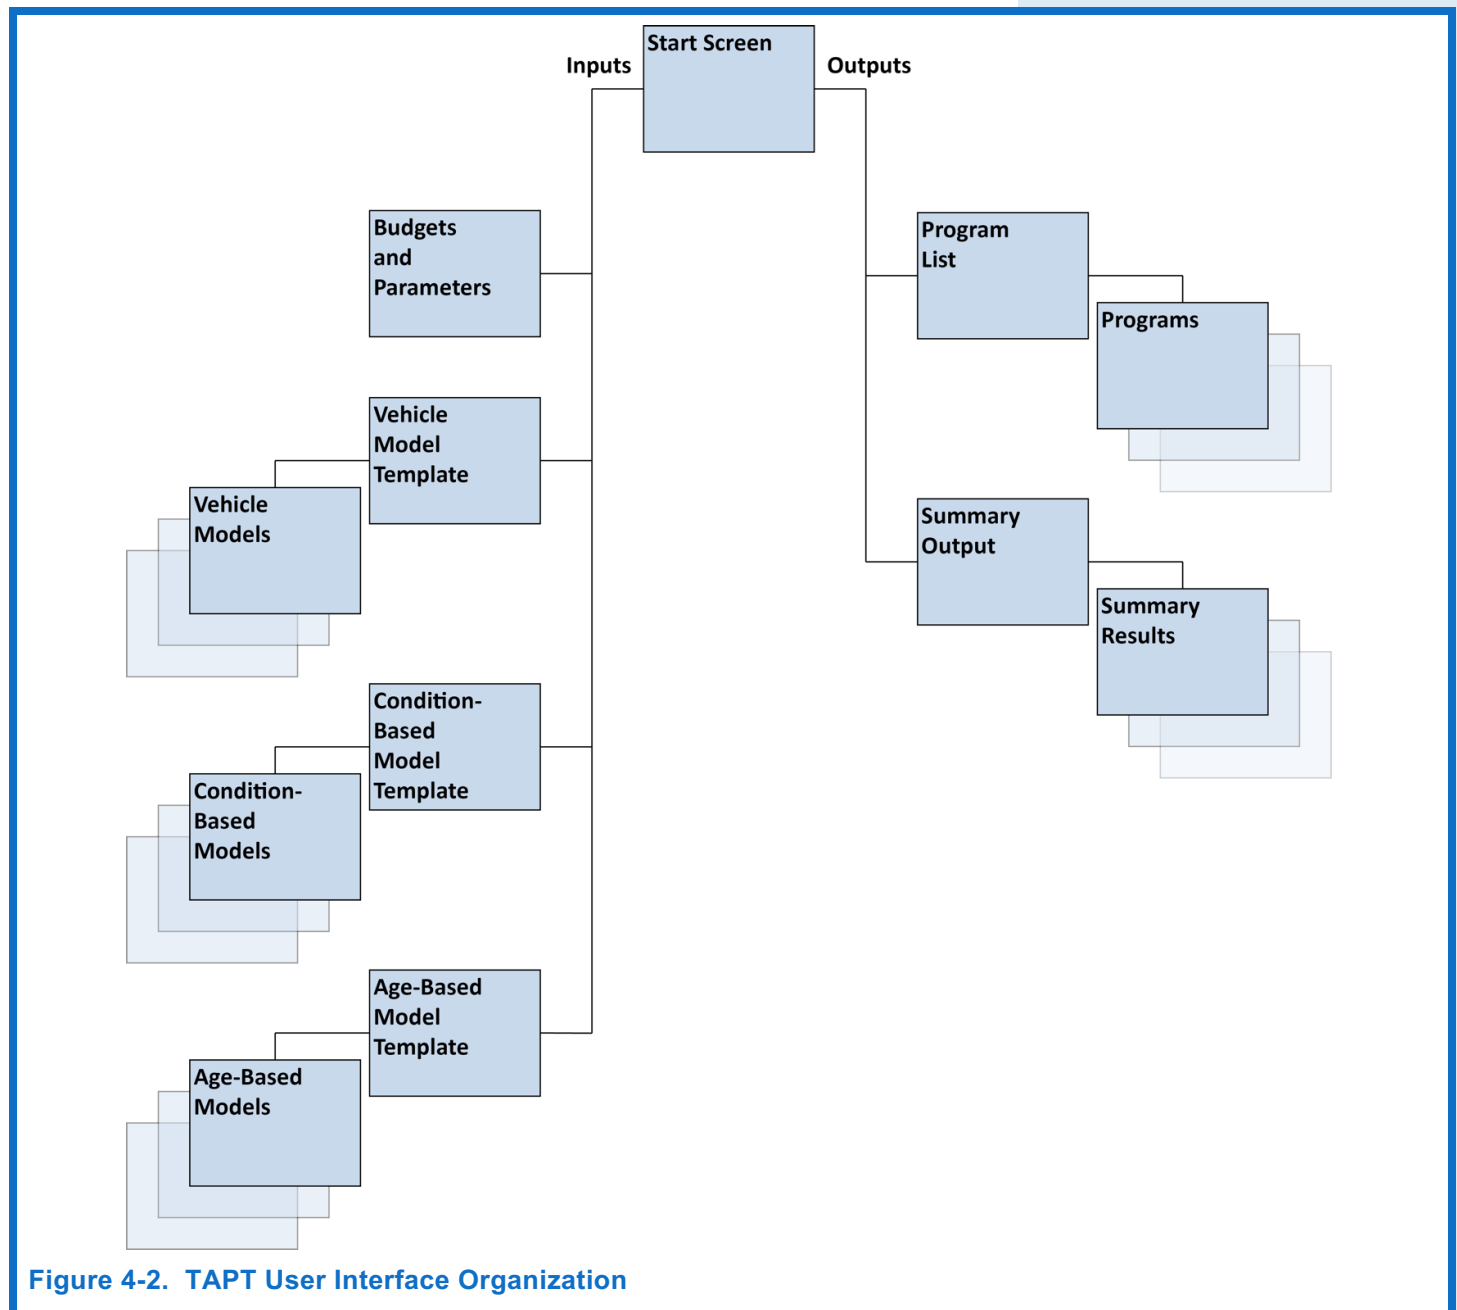 Start Screen
Inputs
Outputs
Budgets
and
Parameters
Program
List
Programs
Vehicle
Model
Template
Vehicle
Models
Summary
Output
Summary
Results
Condition-
Based
Model
Template
Condition-
Based
Models
Age-Based
Model
Template
Age-Based
Models
Figure 4-2. TAPT User Interface Organization